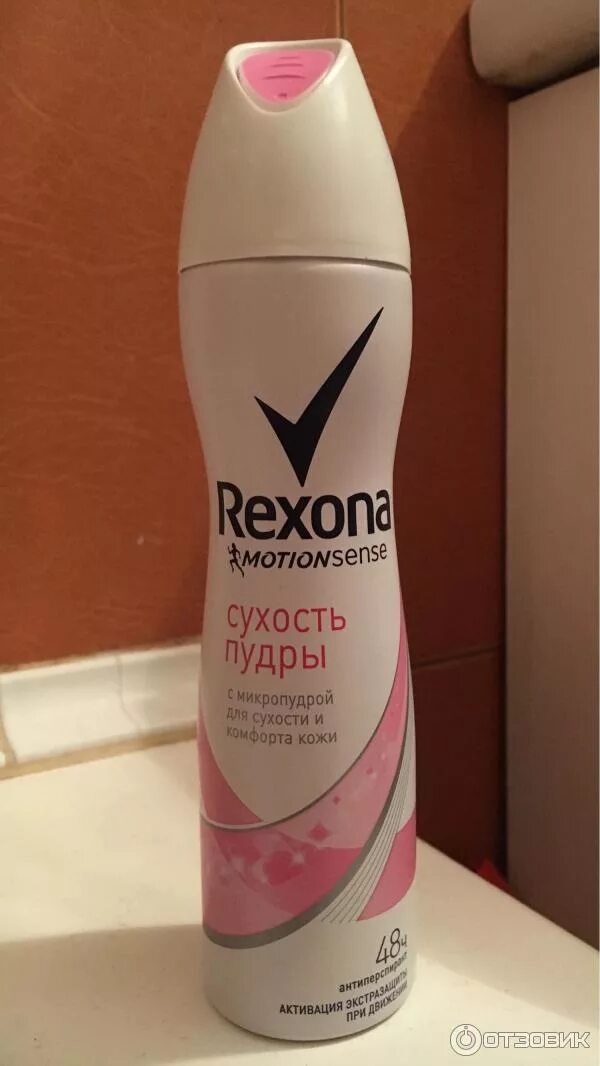 Rexona
MOTIONsense
сухость
пудры
с микропудрой
для сухости и
комфорта кожи
48ч
антиперспирант
АКТИВАЦИЯ ЭКСТРАЗАЩИТЫ
ПРИ ДВИЖЕНИИ
ОТЗОВИК